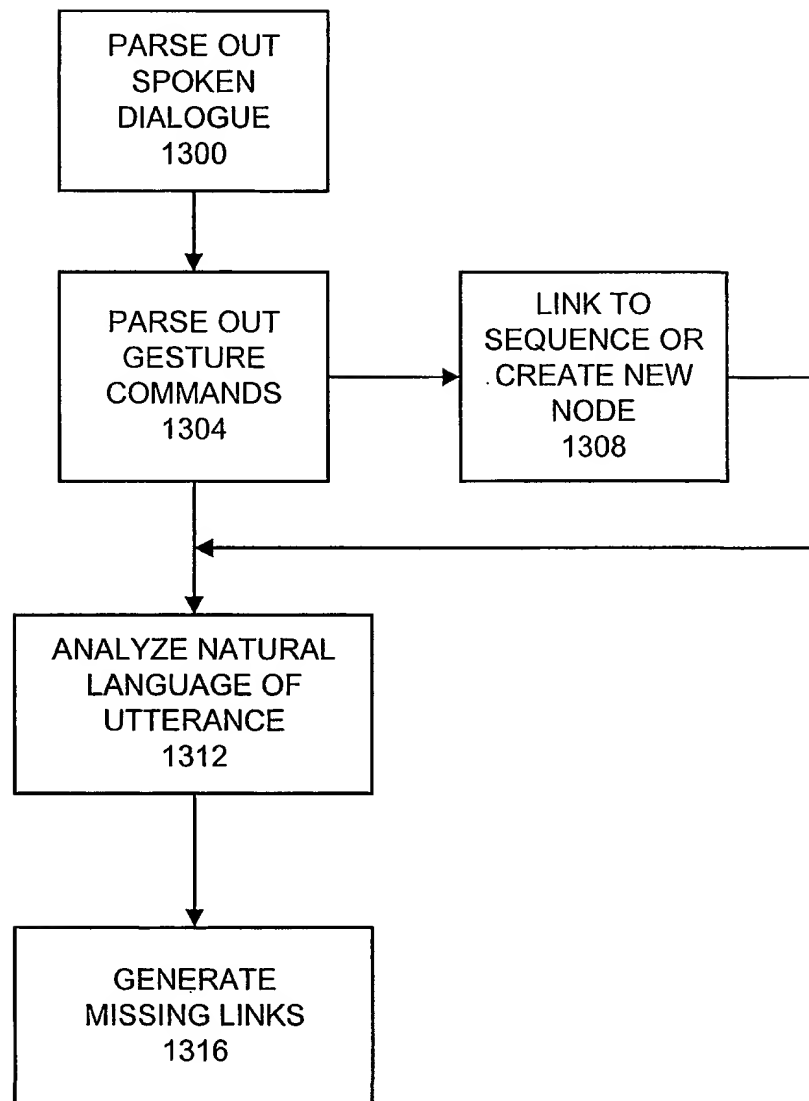 PARSE OUT
SPOKEN
DIALOGUE
1300
PARSE OUT
GESTURE
COMMANDS
1304
LINK TO
SEQUENCE OR
CREATE NEW
NODE
1308
ANALYZE NATURAL
LANGUAGE OF
UTTERANCE
1312
GENERATE
MISSING LINKS
1316